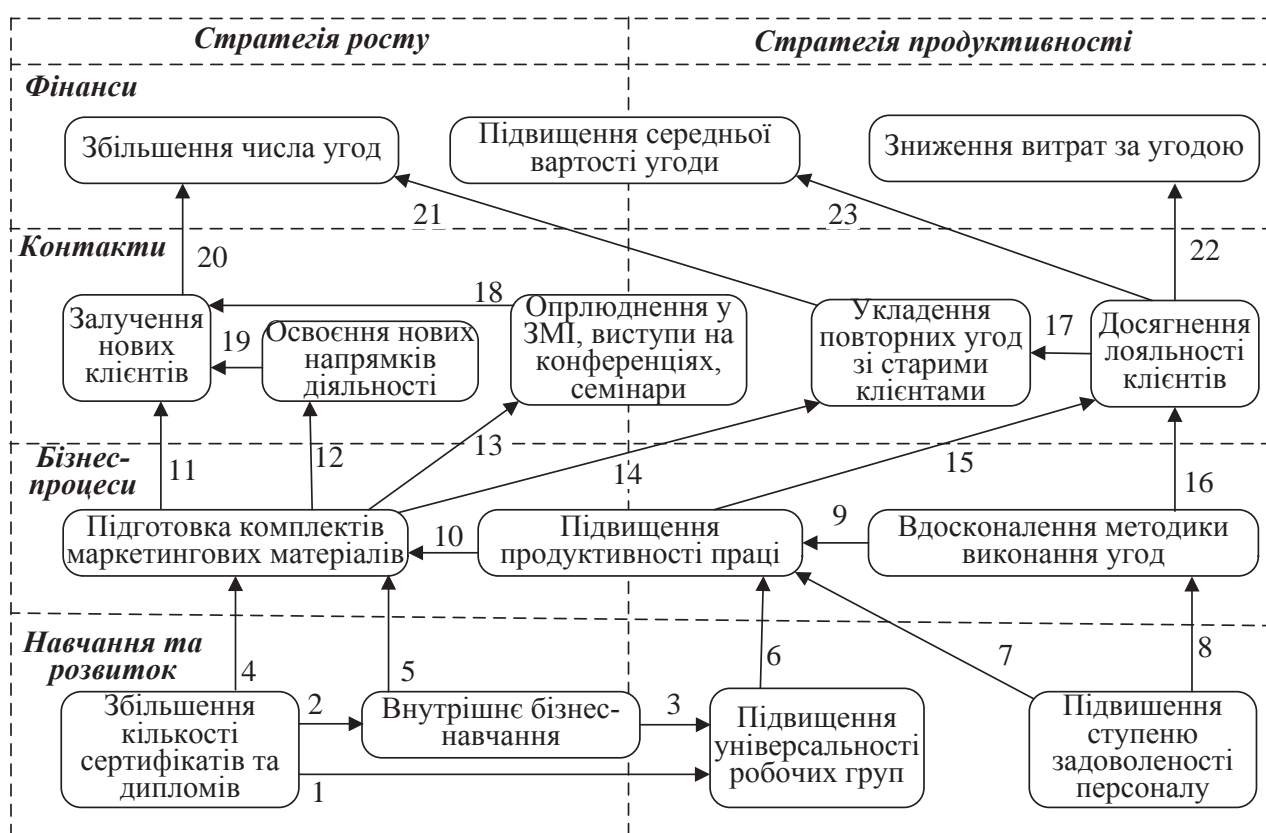 Стратегія росту
Стратегія продуктивності
Фінанси
Збільшення числа угод
Підвищення середньої
вартості угоди
Зниження витрат за угодою
21
23
Контакти
20
22
Залучення
нових
клієнтів
19
18
Освоєння нових
напрямків
діяльності
Опрлюднення у
ЗМІ, виступи на
конференціях,
семінари
Укладення
повторних угод
зі старими
клієнтами
17
Досягнення
лояльності
клієнтів
Бізнес-
процеси
11
12
13
14
15
16
Підготовка комплектів
маркетингових матеріалів
10
Підвищення
продуктивності праці
9
Вдосконалення методики
виконання угод
Навчання та
розвиток
4
5
6
7
8
Збільшення
кількості
сертифікатів та
дипломів
2
1
Внутрішнє бізнес-
навчання
3
Підвищення
універсальності
робочих груп
Підвишення
ступеню
задоволеності
персоналу